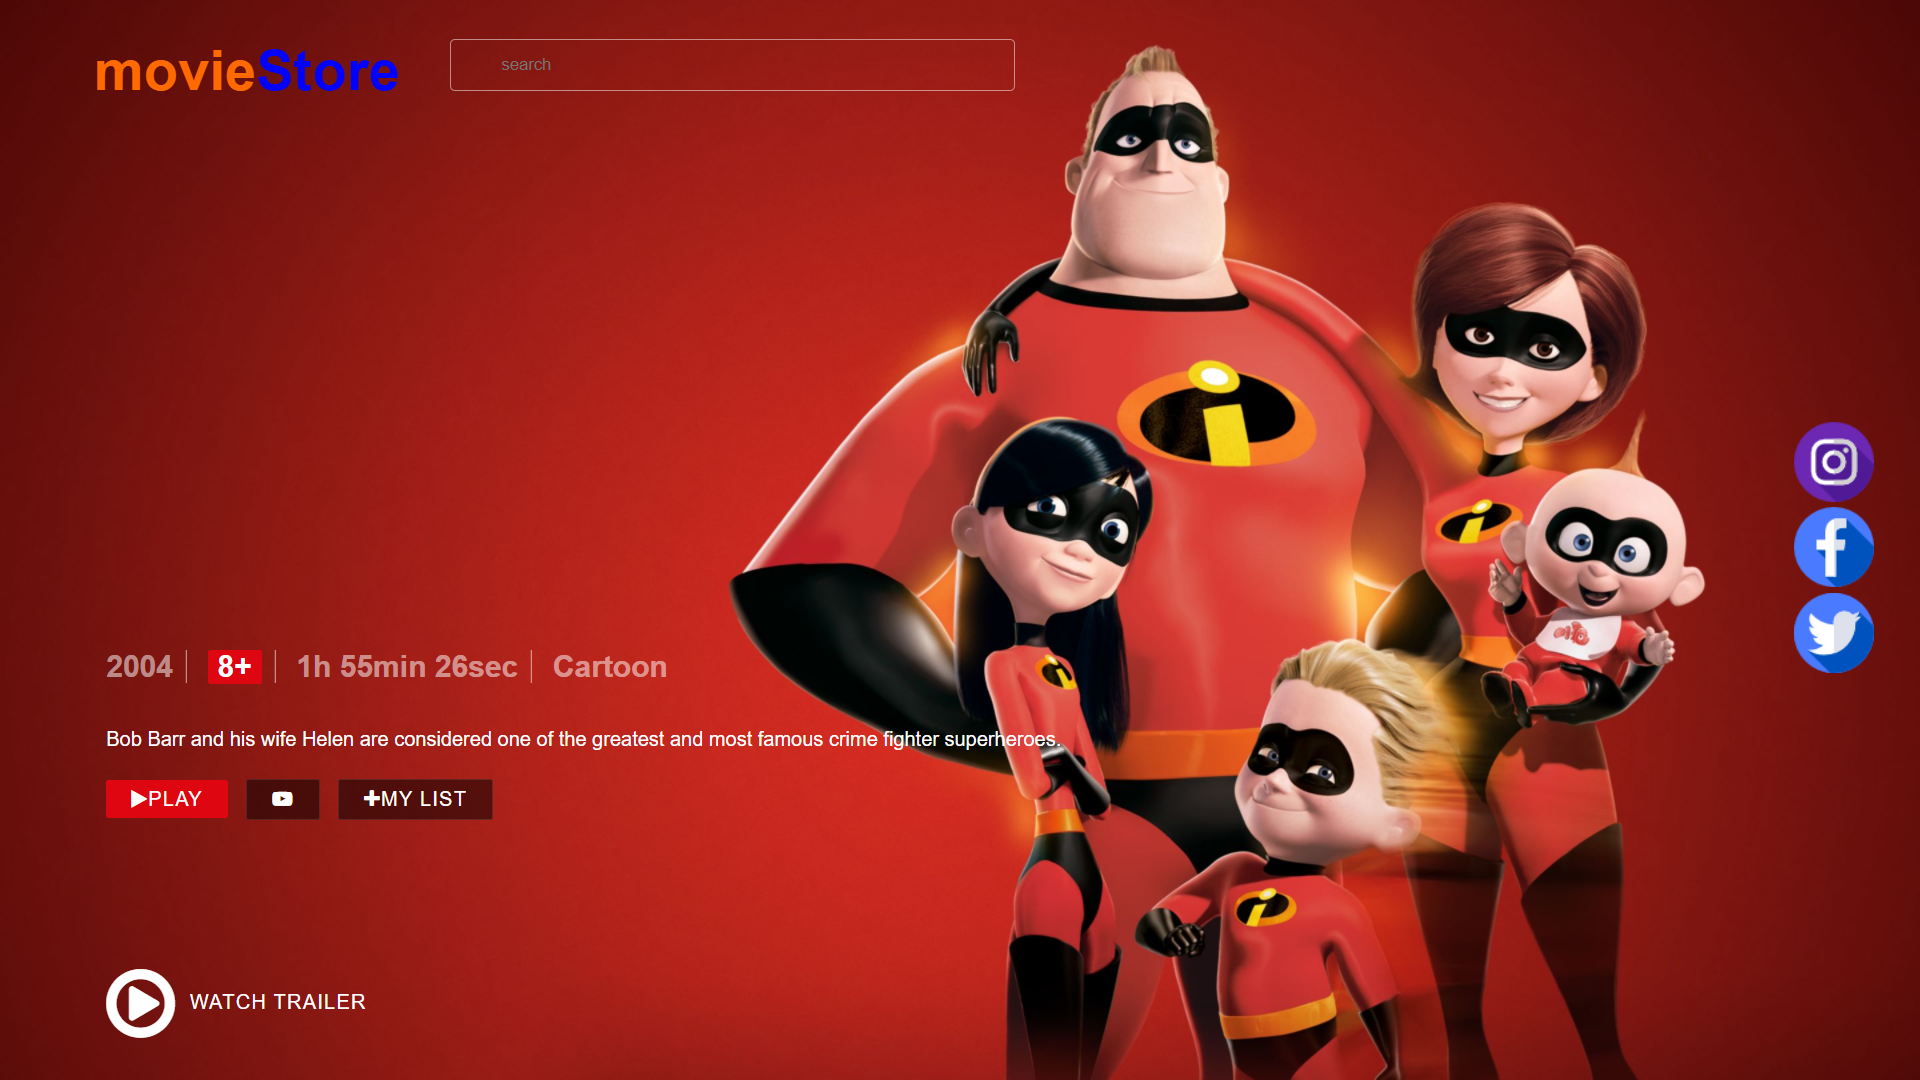 movieStore
search
2004 8+ 1h 55min 26sec Cartoon
Bob Barr and his wife Helen are considered one of the greatest and most famous crime fighter superheroes.
PLAY
MY LIST
WATCH TRAILER